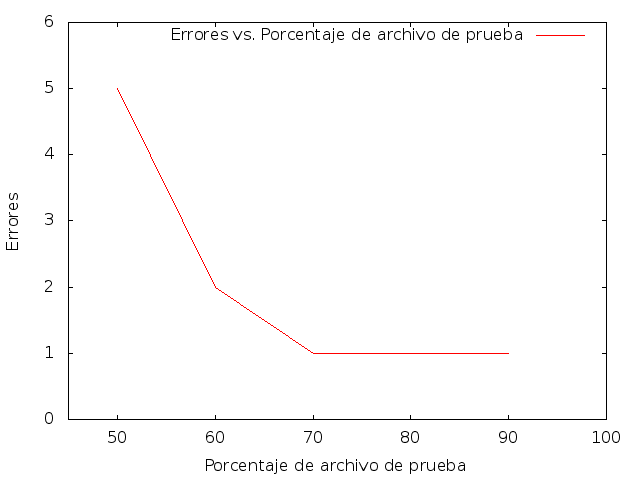 6
Errores vs. Porcentaje de archivo de prueba
5
4
3
2
1
0
Errores
50 60 70 80 90 100
Porcentaje de archivo de prueba